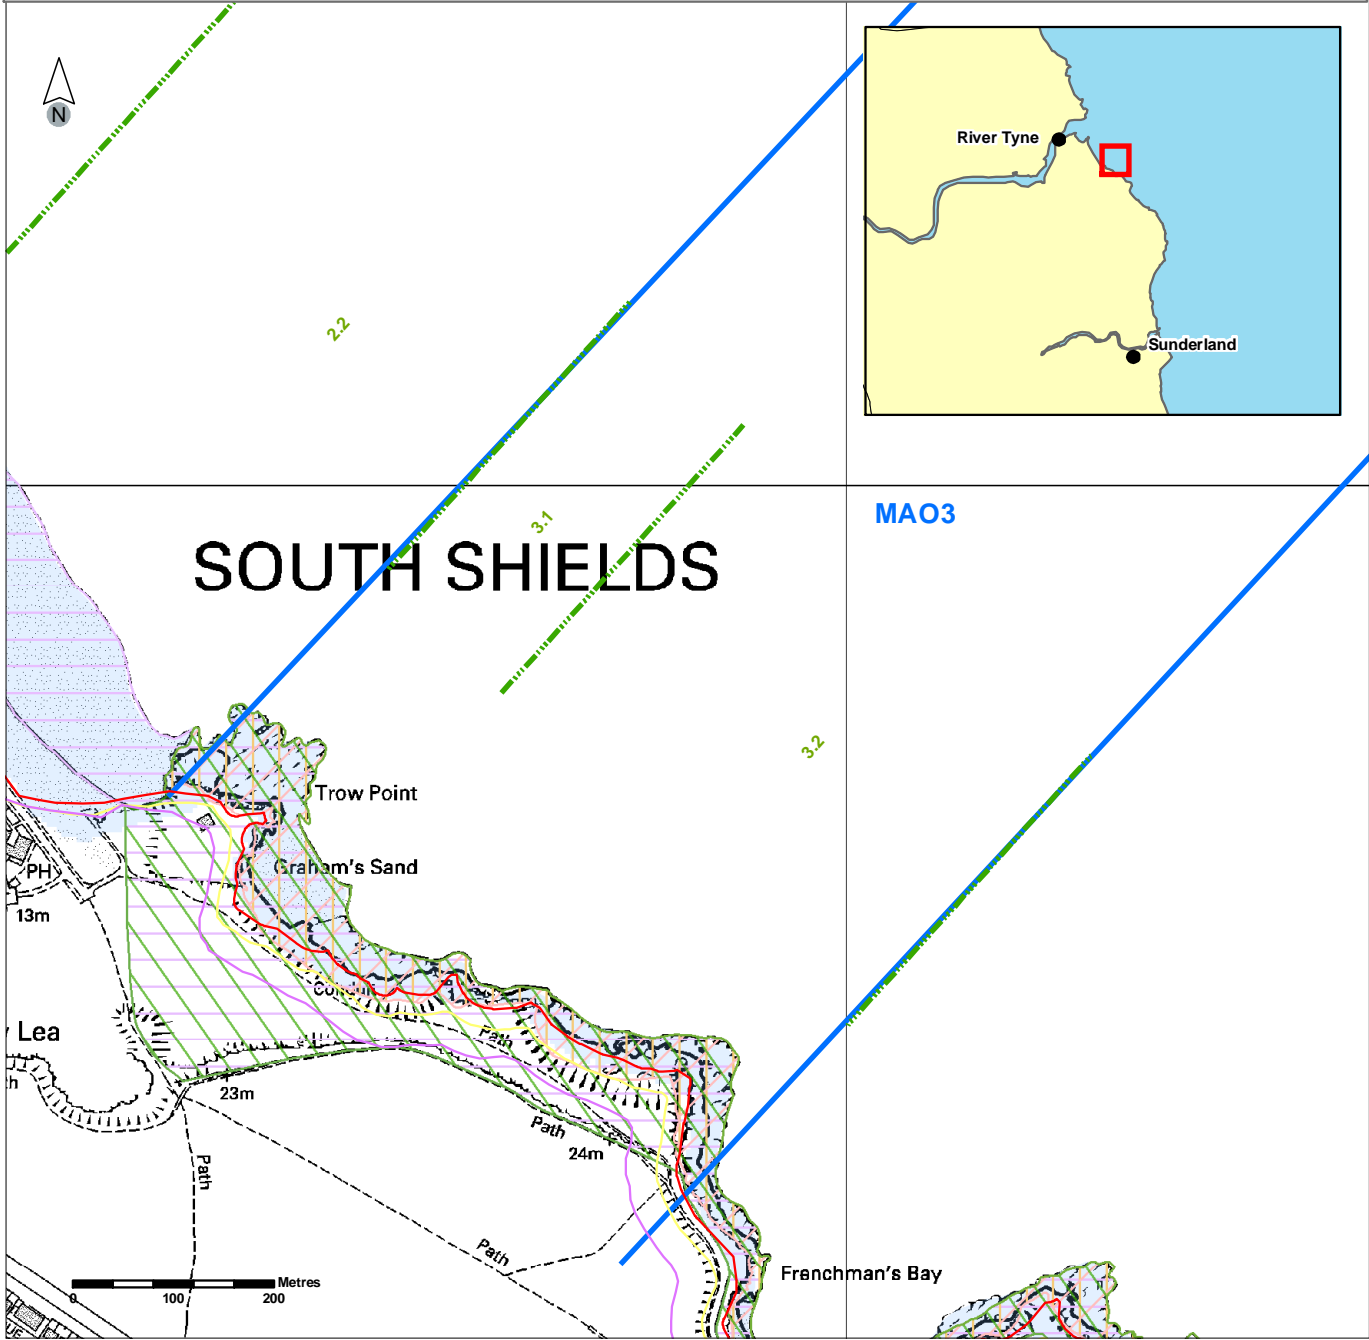 N
River Tyne
Sunderland
2.2
3.1
MAO3
SOUTH SHIELDS
3.2
Trow Point
Graham's Sand
PH
13m
Path
Lea
23m
Path
24m
Path
Path
Frenchman's Bay
Metres
0 100 200